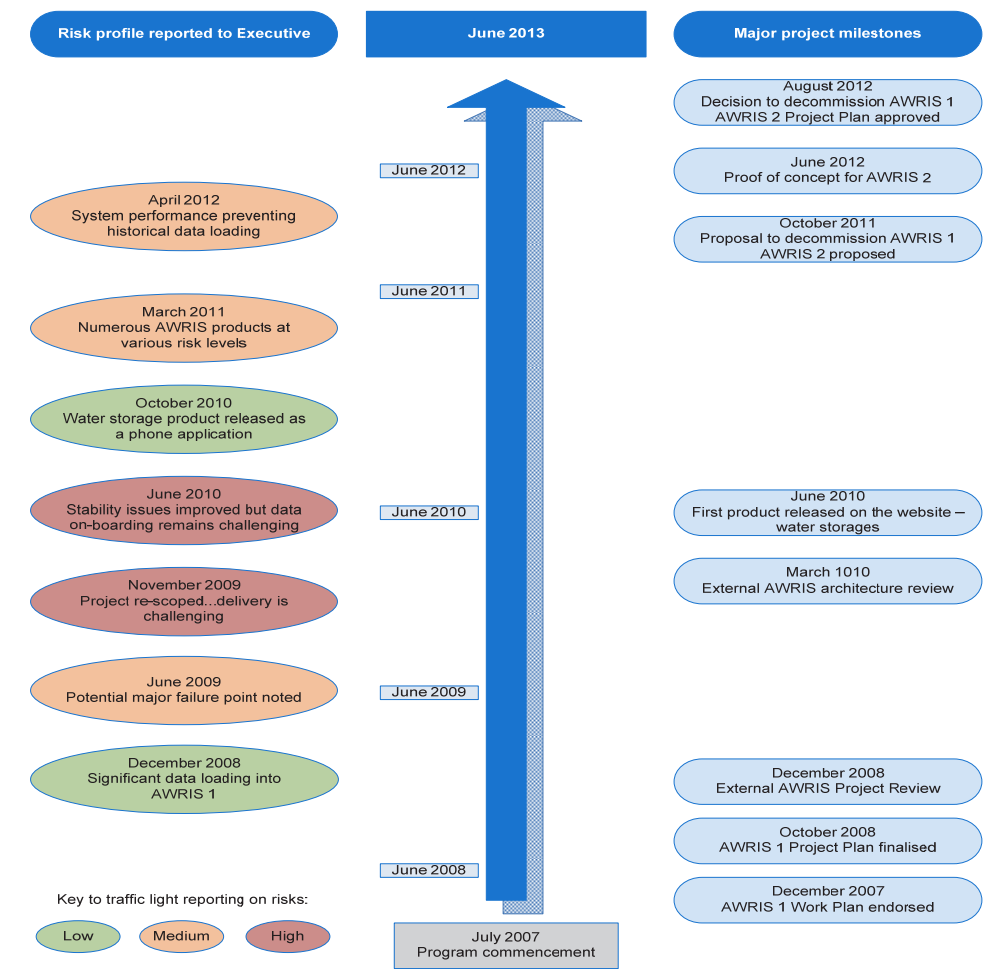 Risk profile reported to Executive
June 2013
Major project milestones
August 2012
Decision to decommission AWRIS 1
AWRIS 2 Project Plan approved
June 2012
June 2012
Proof of concept for AWRIS 2
April 2012
System performance preventing
historical data loading
October 2011
Proposal to decommission AWRIS 1
AWRIS 2 proposed
June 2011
March 2011
Numerous AWRIS products at
various risk levels
October 2010
Water storage product released as
a phone application
June 2010
Stability issues improved but data
on-boarding remains challenging
June 2010
June 2010
First product released on the website –
water storages
November 2009
Project re-scoped...delivery is
challenging
March 1010
External AWRIS architecture review
June 2009
Potential major failure point noted
June 2009
December 2008
Significant data loading into
AWRIS 1
December 2008
External AWRIS Project Review
October 2008
AWRIS 1 Project Plan finalised
June 2008
December 2007
AWRIS 1 Work Plan endorsed
Key to traffic light reporting on risks:
Low
Medium
High
July 2007
Program commencement